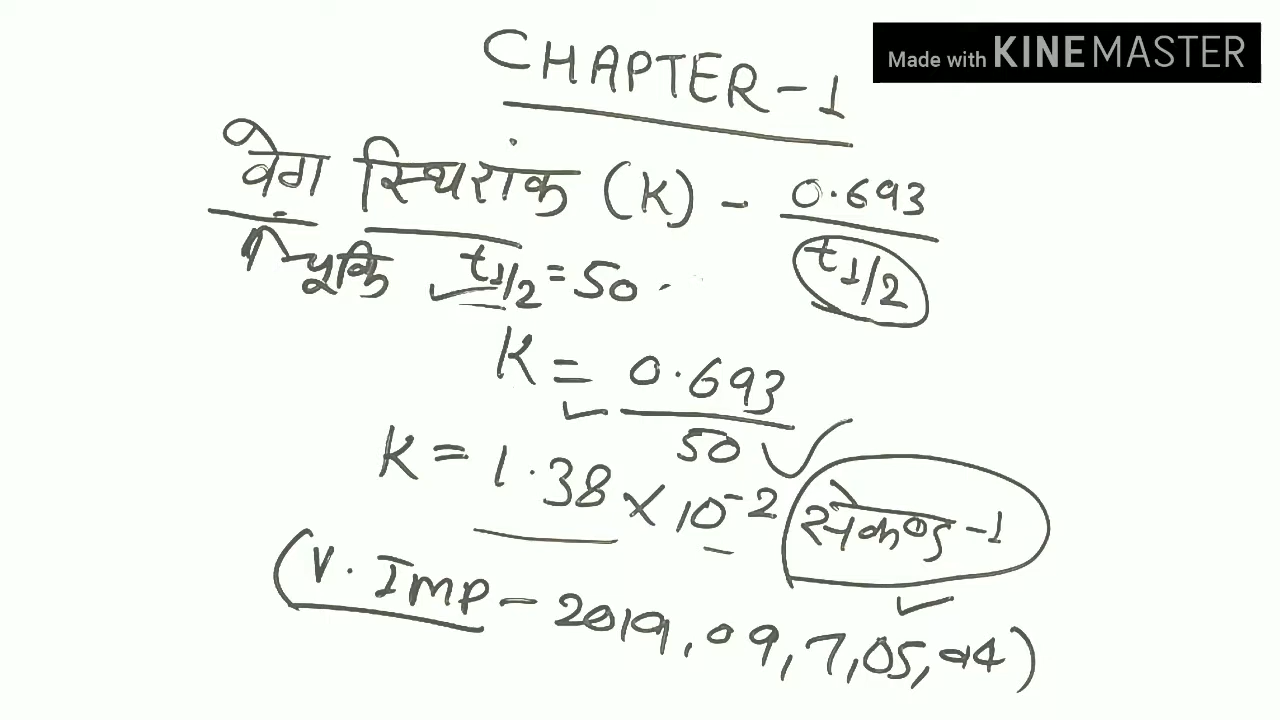 Made with KINEMASTER
CHAPTER-1
वेग स्थिरांक (K) - 0.693 / t1/2
चूकि t1/2 = 50.
K = 0.693 / 50
K = 1.38 × 10-2 सेकण्ड-1
(V. Imp - 2019, 09, 7, 05, 04)